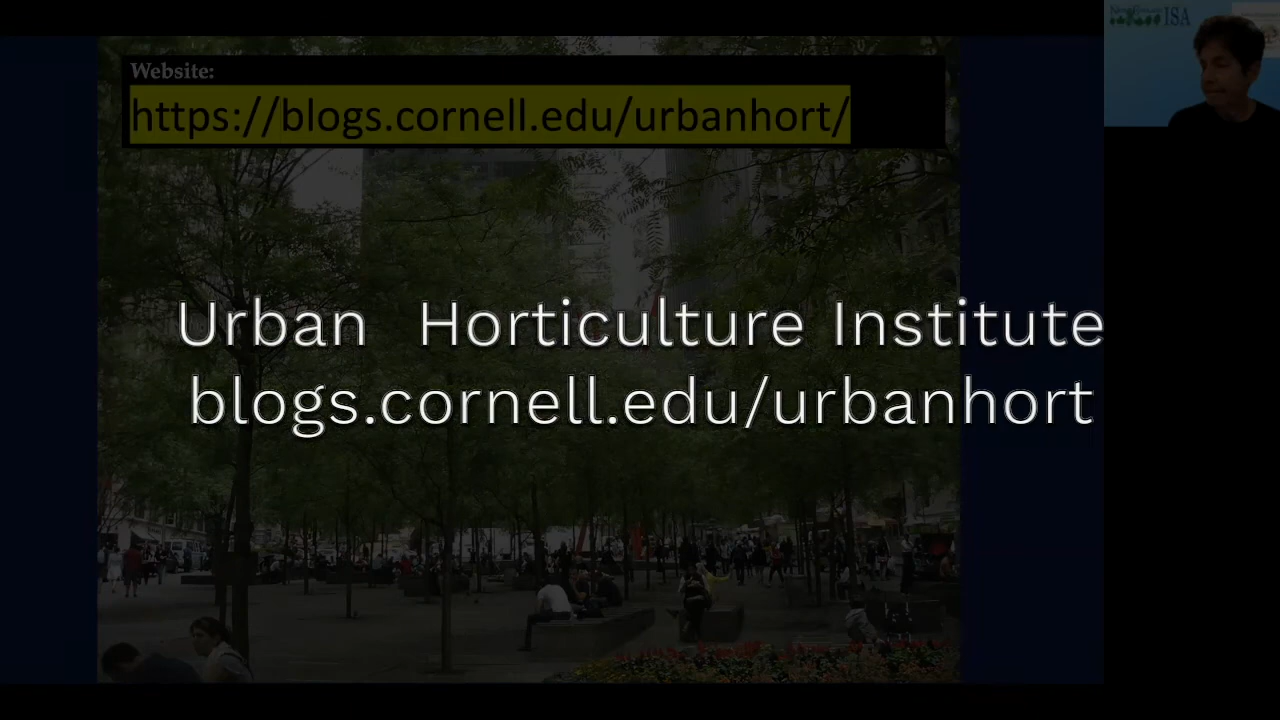 Website:
https://blogs.cornell.edu/urbanhort/
ISA
Urban Horticulture Institute
blogs.cornell.edu/urbanhort